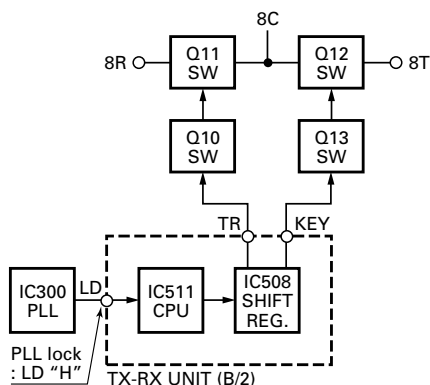 8C
8R
Q11
SW
Q12
SW
8T
Q10
SW
Q13
SW
TR
KEY
IC300
PLL
LD
IC511
CPU
IC508
SHIFT
REG.
PLL lock
: LD “H”
TX-RX UNIT (B/2)